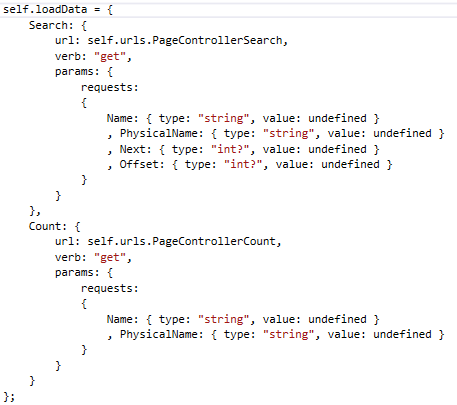 self.loadData = {
    Search: {
        url: self.urls.PageControllerSearch,
        verb: "get",
        params: {
            requests:
            {
                Name: { type: "string", value: undefined }
                , PhysicalName: { type: "string", value: undefined }
                , Next: { type: "int?", value: undefined }
                , Offset: { type: "int?", value: undefined }
            }
        }
    },
    Count: {
        url: self.urls.PageControllerCount,
        verb: "get",
        params: {
            requests:
            {
                Name: { type: "string", value: undefined }
                , PhysicalName: { type: "string", value: undefined }
            }
        }
    }
};